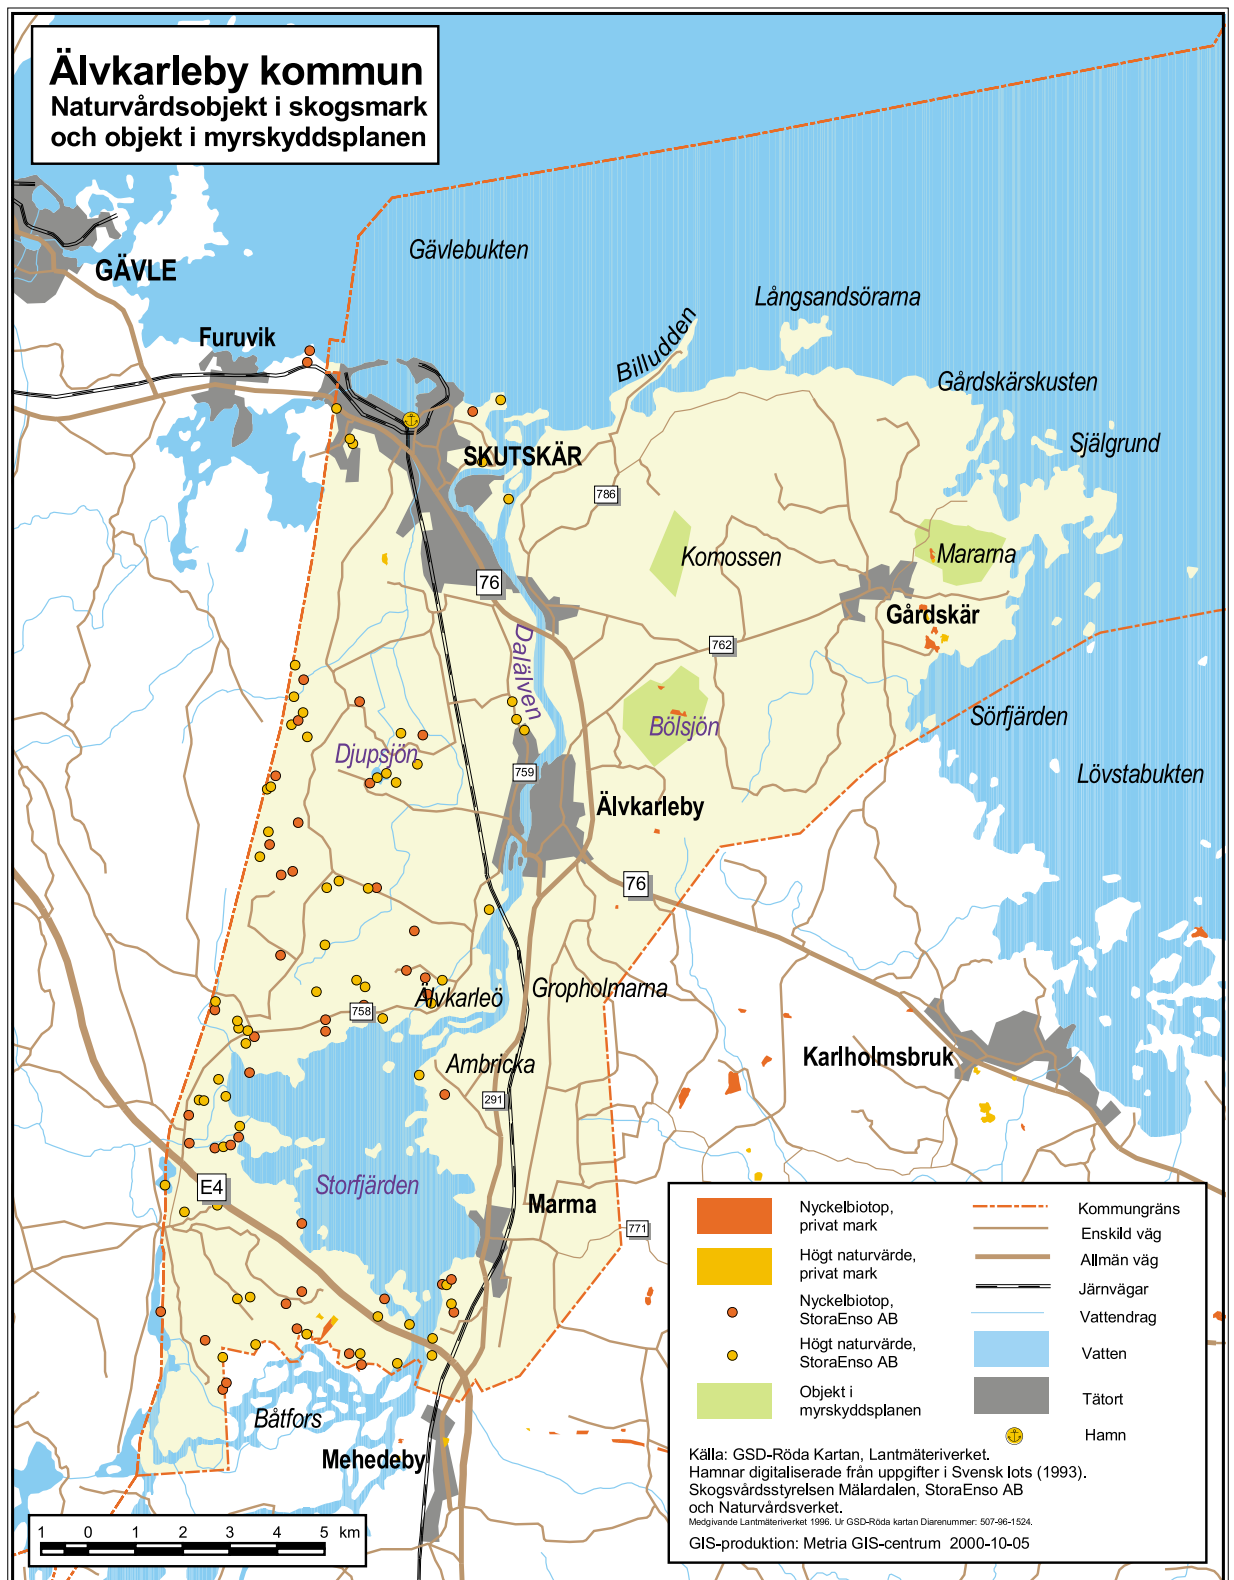 Älvkarleby kommun
Naturvårdsobjekt i skogsmark
och objekt i myrskyddsplanen
Gävlebukten
GÄVLE
Långsandsörarna
Furuvik
Billudden
Gårdskärskusten
Själgrund
SKUTSKÄR
786
Komossen
Mararna
76
Gårdskär
762
Dalälven
Sörfjärden
Bölsjön
Djupsjön
759
Lövstabukten
Älvkarleby
76
Älvkarleö
Gropholmarna
758
Ambricka
Karlholmsbruk
291
E4
Storfjärden
Marma
771
Båtfors
Mehedeby
Nyckelbiotop,
privat mark
Högt naturvärde,
privat mark
Nyckelbiotop,
StoraEnso AB
Högt naturvärde,
StoraEnso AB
Objekt i
myrskyddsplanen
Kommungräns
Enskild väg
Allmän väg
Järnvägar
Vattendrag
Vatten
Tätort
Hamn
Källa: GSD-Röda Kartan, Lantmäteriverket.
Hamnar digitaliserade från uppgifter i Svensk lots (1993).
Skogsvårdsstyrelsen Mälardalen, StoraEnso AB
och Naturvårdsverket.
Medgivande Lantmäteriverket 1996. Ur GSD-Röda kartan Diarenummer: 507-96-1524.
GIS-produktion: Metria GIS-centrum 2000-10-05
1 0 1 2 3 4 5 km